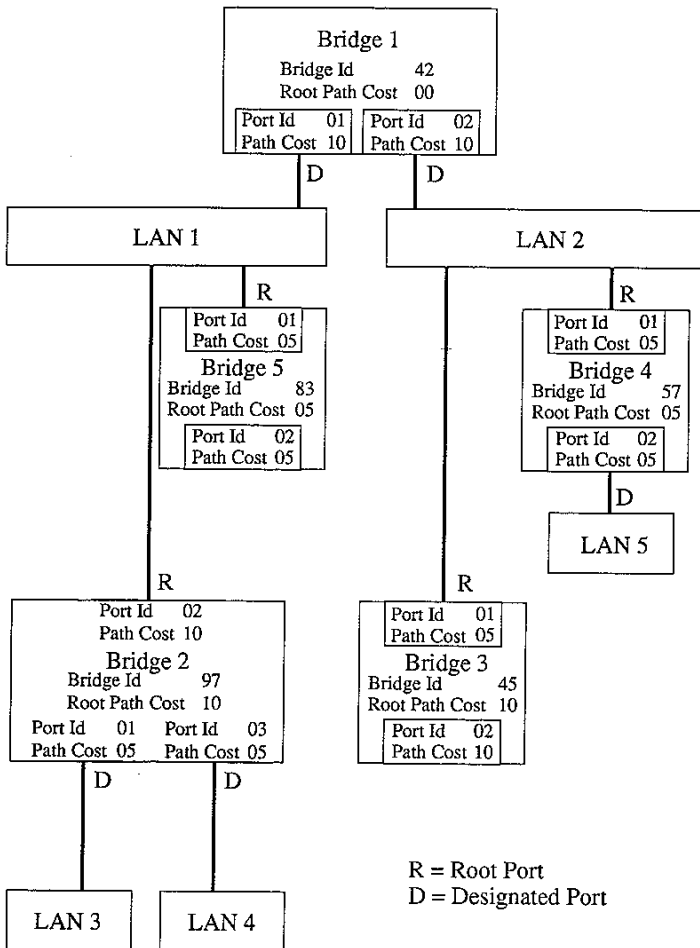 Bridge 1
Bridge Id 42
Root Path Cost 00
Port Id 01
Path Cost 10
Port Id 02
Path Cost 10
D
D
LAN 1
LAN 2
R
Port Id 01
Path Cost 05
Bridge 5
Bridge Id 83
Root Path Cost 05
Port Id 02
Path Cost 05
R
Port Id 01
Path Cost 05
Bridge 4
Bridge Id 57
Root Path Cost 05
Port Id 02
Path Cost 05
D
LAN 5
R
Port Id 02
Path Cost 10
Bridge 2
Bridge Id 97
Root Path Cost 10
Port Id 01
Path Cost 05
Port Id 03
Path Cost 05
D
D
R
Port Id 01
Path Cost 05
Bridge 3
Bridge Id 45
Root Path Cost 10
Port Id 02
Path Cost 10
LAN 3
LAN 4
R = Root Port
D = Designated Port